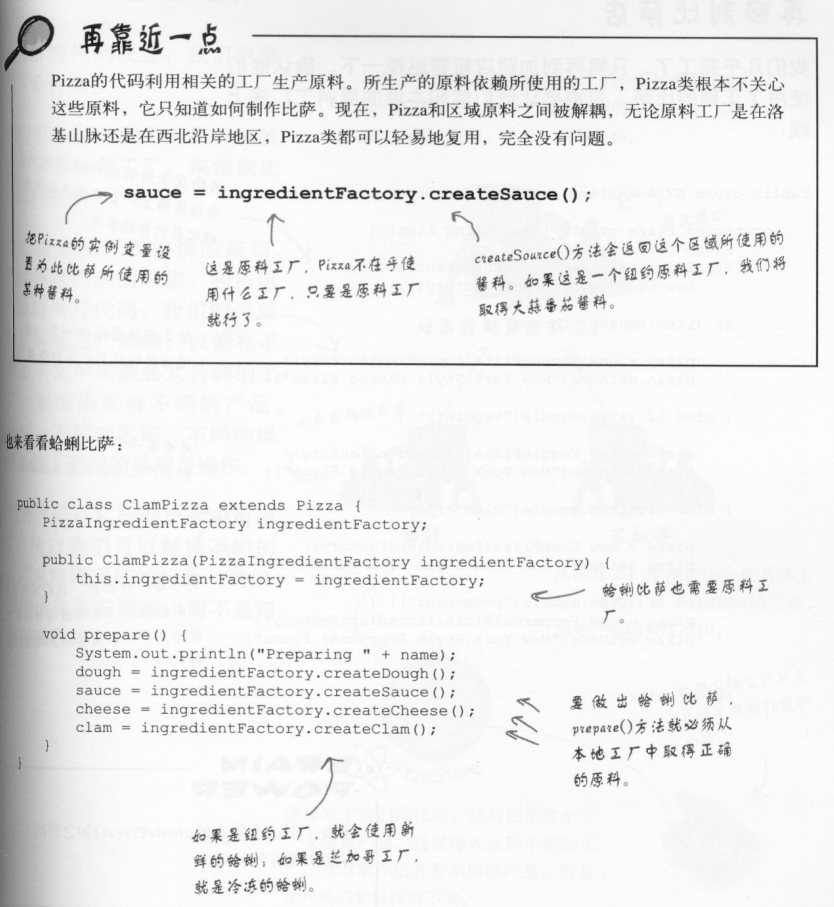 再靠近一点
Pizza的代码利用相关的工厂生产原料。所生产的原料依赖所使用的工厂，Pizza类根本不关心
这些原料，它只知道如何制作比萨。现在，Pizza和区域原料之间被解耦，无论原料工厂是在洛
基山脉还是在西北沿岸地区，Pizza类都可以轻易地复用，完全没有问题。
sauce = ingredientFactory.createSauce();
把Pizza的实例变量设
置为此比萨所使用的
某种酱料。
这是原料工厂，Pizza不在乎使
用什么工厂，只要是原料工厂
就行了。
createSource()方法会返回这个区域所使用的
酱料。如果这是一个纽约原料工厂，我们将
取得大蒜番茄酱料。
也来看看蛤蜊比萨：
public class ClamPizza extends Pizza {
PizzaIngredientFactory ingredientFactory;
public ClamPizza(PizzaIngredientFactory ingredientFactory) {
this.ingredientFactory = ingredientFactory;
}
蛤蜊比萨也需要原料工
厂。
void prepare() {
System.out.println("Preparing " + name);
dough = ingredientFactory.createDough();
sauce = ingredientFactory.createSauce();
cheese = ingredientFactory.createCheese();
clam = ingredientFactory.createClam();
}
}
要做出蛤蜊比萨，
prepare()方法就必须从
本地工厂中取得正确
的原料。
如果是纽约工厂，就会使用新
鲜的蛤蜊；如果是芝加哥工厂，
就是冷冻的蛤蜊。